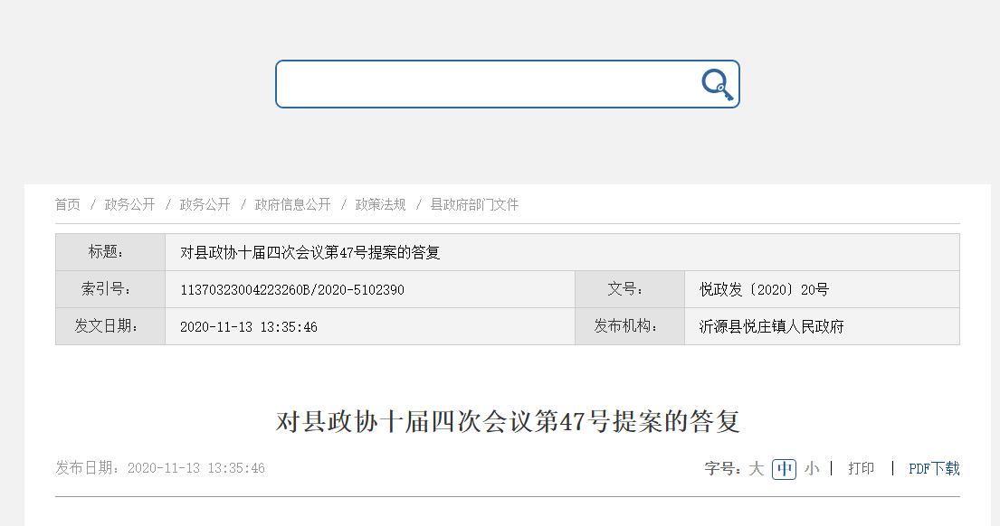 首页 / 政务公开 / 政务公开 / 政府信息公开 / 政策法规 / 县政府部门文件
标题： 对县政协十届四次会议第47号提案的答复
索引号： 11370323004223260B/2020-5102390 文号： 悦政发〔2020〕20号
发文日期： 2020-11-13 13:35:46 发布机构： 沂源县悦庄镇人民政府
对县政协十届四次会议第47号提案的答复
发布日期：2020-11-13 13:35:46 字号：大 中 小 | 打印 | PDF下载